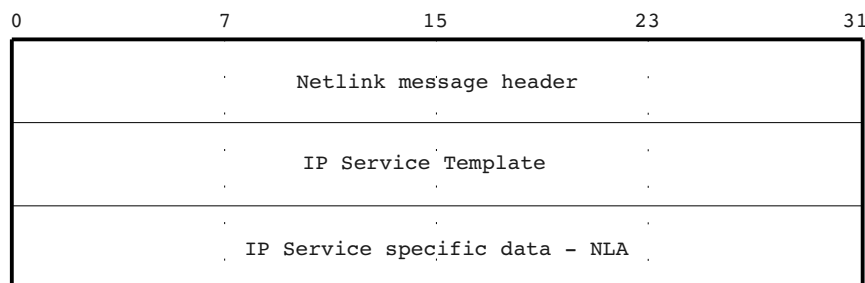 0 7 15 23 31
Netlink message header
IP Service Template
IP Service specific data - NLA